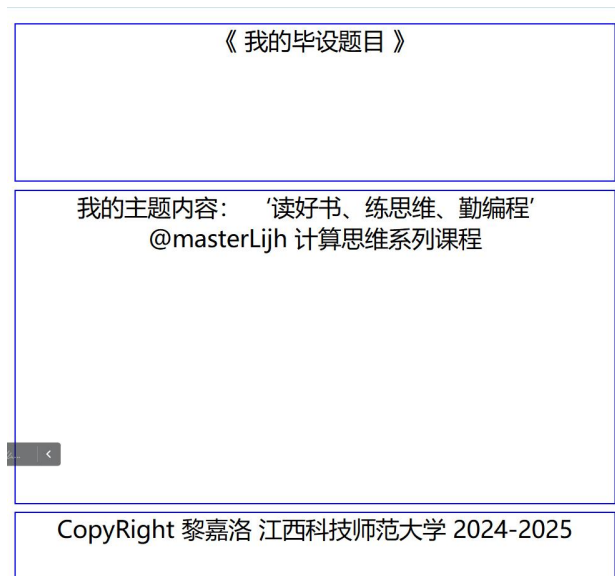 《 我的毕设题目 》
我的主题内容： ‘读好书、练思维、勤编程’
@masterLijh 计算思维系列课程
CopyRight 黎嘉洛 江西科技师范大学 2024-2025